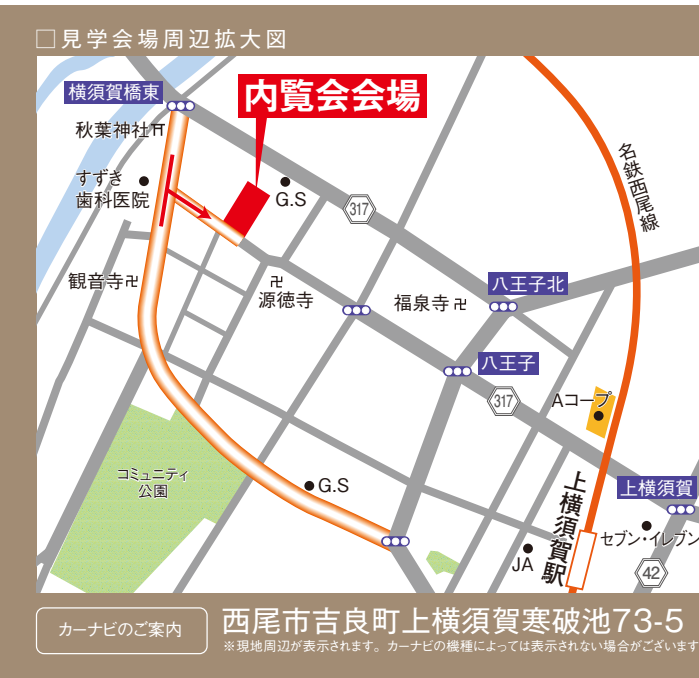 □見学会場周辺拡大図
横須賀橋東
内覧会会場
秋葉神社
すずき
歯科医院
G.S
317
名鉄西尾線
観音寺卍
卍
源徳寺
八王子北
福泉寺卍
八王子
317
Aコープ
コミュニティ
公園
G.S
上横須賀
上横須賀駅
セブン・イレブン
JA
42
カーナビのご案内
西尾市吉良町上横須賀寒破池73-5
※現地周辺が表示されます。カーナビの機種によっては表示されない場合がございます